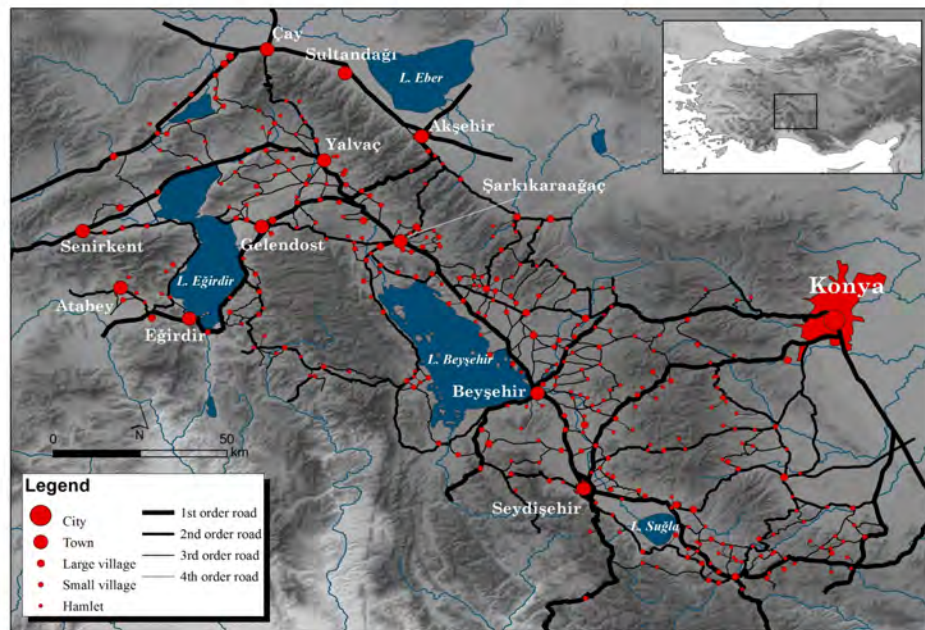 Çay
Sultandağı
L. Eber
Akşehir
Yalvaç
Şarkıkaraağaç
Senirkent
Gelendost
L. Eğirdir
Atabey
Eğirdir
Konya
L. Beyşehir
Beyşehir
0 N 50
km
Seydişehir
L. Suğla
Legend
City
Town
Large village
Small village
Hamlet
1st order road
2nd order road
3rd order road
4th order road